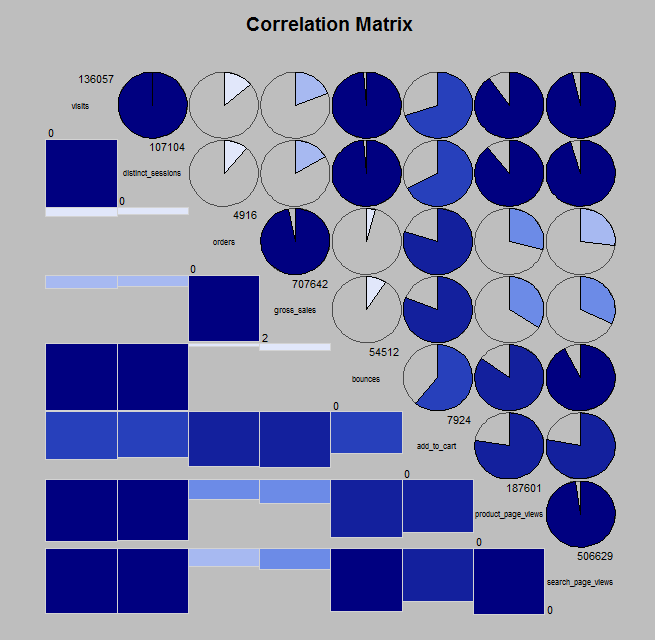 Correlation Matrix
136057
visits
0
107104
distinct_sessions
0
4916
orders
0
707642
gross_sales
2
54512
bounces
0
7924
add_to_cart
0
187601
product_page_views
0
506629
search_page_views
0